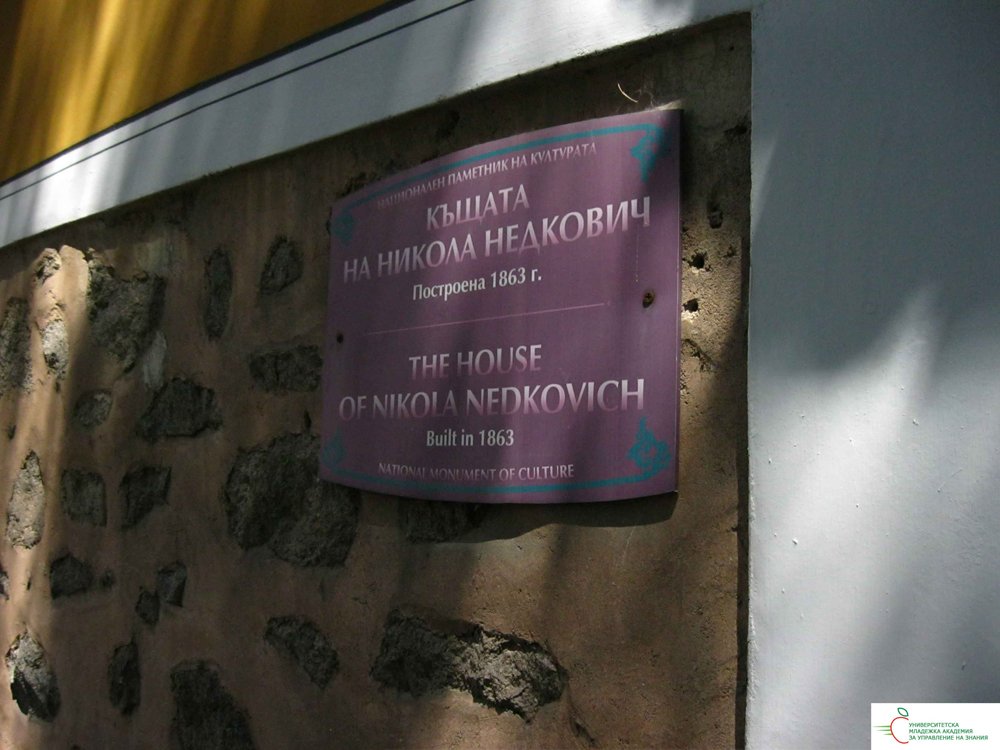 НАЦИОНАЛЕН ПАМЕТНИК НА КУЛТУРАТА
КЪЩАТА
НА НИКОЛА НЕДКОВИЧ
Построена 1863 г.
THE HOUSE
OF NIKOLA NEDKOVICH
Built in 1863
NATIONAL MONUMENT OF CULTURE
УНИВЕРСИТЕТСКА
МЛАДЕЖКА АКАДЕМИЯ
ЗА УПРАВЛЕНИЕ НА ЗНАНИЯ